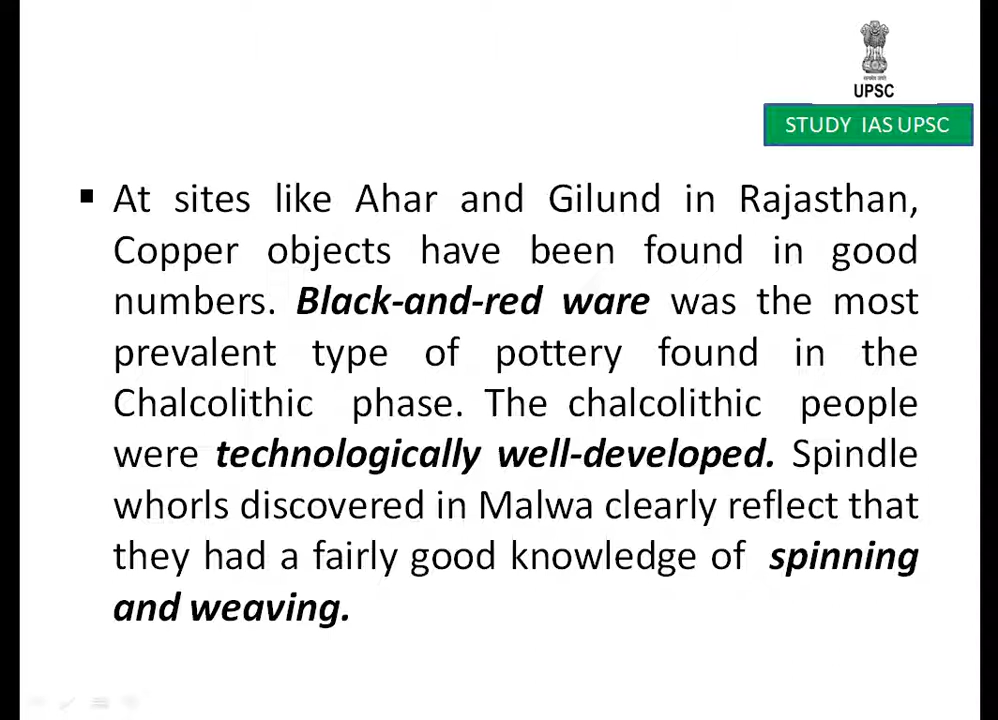 UPSC
STUDY IAS UPSC
▪ At sites like Ahar and Gilund in Rajasthan,
Copper objects have been found in good
numbers. Black-and-red ware was the most
prevalent type of pottery found in the
Chalcolithic phase. The chalcolithic people
were technologically well-developed. Spindle
whorls discovered in Malwa clearly reflect that
they had a fairly good knowledge of spinning
and weaving.